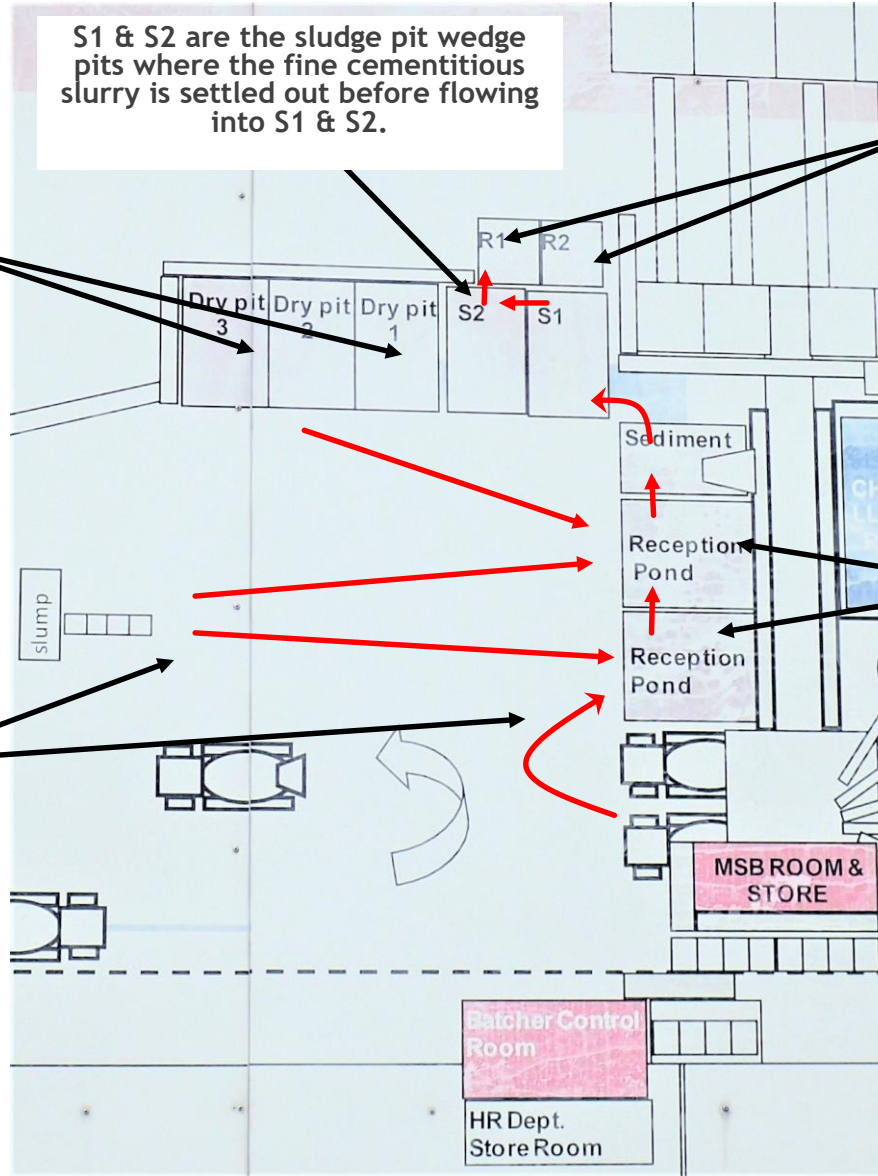 S1 & S2 are the sludge pit wedge
pits where the fine cementitious
slurry is settled out before flowing
into S1 & S2.
R1
R2
Dry pit
3
Dry pit
2
Dry pit
1
S2
S1
Sediment
Reception
Pond
Reception
Pond
slump
MSB ROOM &
STORE
Batcher Control
Room
HR Dept.
Store Room